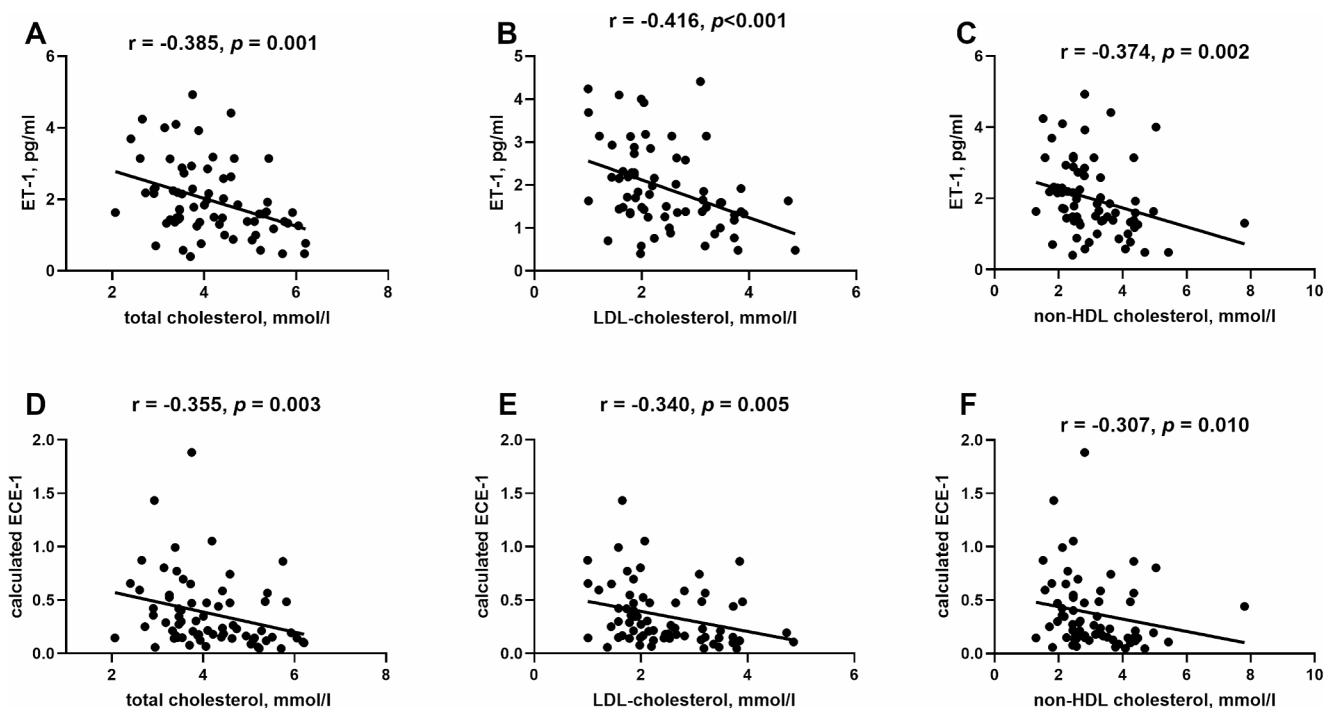 A
r = -0.385, p = 0.001
ET-1, pg/ml
6
4
2
0
2 4 6 8
total cholesterol, mmol/l
B
r = -0.416, p<0.001
ET-1, pg/ml
5
4
3
2
1
0
0 2 4 6
LDL-cholesterol, mmol/l
C
r = -0.374, p = 0.002
ET-1, pg/ml
6
4
2
0
0 2 4 6 8 10
non-HDL cholesterol, mmol/l
D
r = -0.355, p = 0.003
calculated ECE-1
2.0
1.5
1.0
0.5
0.0
2 4 6 8
total cholesterol, mmol/l
E
r = -0.340, p = 0.005
calculated ECE-1
2.0
1.5
1.0
0.5
0.0
0 2 4 6
LDL-cholesterol, mmol/l
F
r = -0.307, p = 0.010
calculated ECE-1
2.0
1.5
1.0
0.5
0.0
0 2 4 6 8 10
non-HDL cholesterol, mmol/l